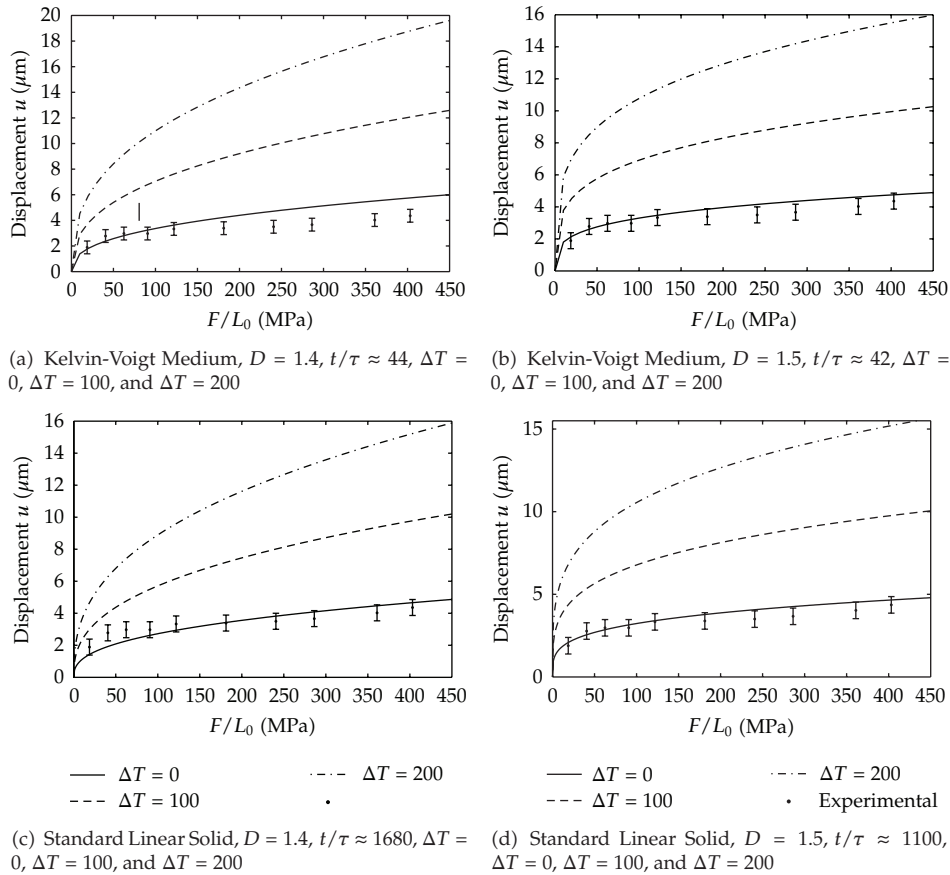 20
18
16
14
12
10
8
6
4
2
0
Displacement u (μm)
0 50 100 150 200 250 300 350 400 450
F/L₀ (MPa)
(a) Kelvin-Voigt Medium, D = 1.4, t/τ ≈ 44, ΔT =
0, ΔT = 100, and ΔT = 200
16
14
12
10
8
6
4
2
0
Displacement u (μm)
0 50 100 150 200 250 300 350 400 450
F/L₀ (MPa)
(b) Kelvin-Voigt Medium, D = 1.5, t/τ ≈ 42, ΔT =
0, ΔT = 100, and ΔT = 200
16
14
12
10
8
6
4
2
0
Displacement u (μm)
0 50 100 150 200 250 300 350 400 450
F/L₀ (MPa)
ΔT = 0
ΔT = 100
ΔT = 200
(c) Standard Linear Solid, D = 1.4, t/τ ≈ 1680, ΔT =
0, ΔT = 100, and ΔT = 200
15
10
5
0
Displacement u (μm)
0 50 100 150 200 250 300 350 400 450
F/L₀ (MPa)
ΔT = 0
ΔT = 100
ΔT = 200
Experimental
(d) Standard Linear Solid, D = 1.5, t/τ ≈ 1100,
ΔT = 0, ΔT = 100, and ΔT = 200